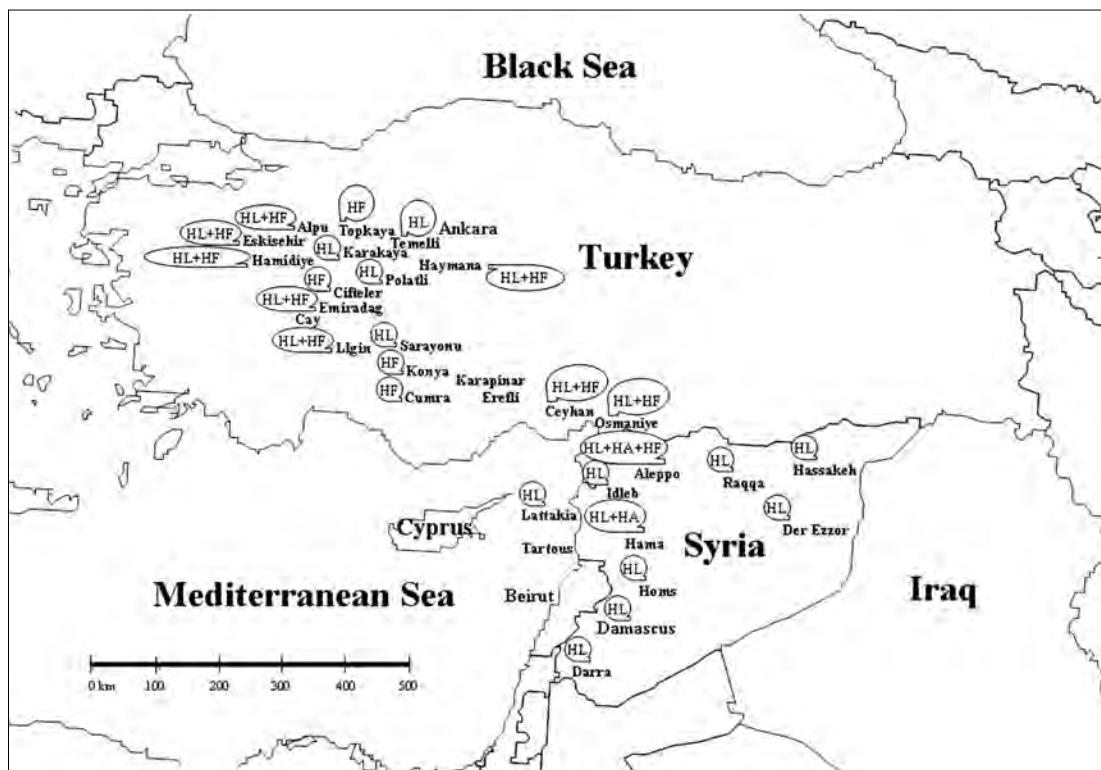 Black Sea
HF
HL+HF
Alpu
Topkaya
HL
Temelli
Ankara
HL+HF
Eskisehir
HL
Karakaya
HL+HF
Hamidiye
HL
Polatli
Haymana
HL+HF
Turkey
HF
Cifteler
HL+HF
Emiradag
Cay
HL+HF
Llgin
HL
Sarayonu
HF
Konya
HF
Cumra
Karapinar
Erefli
HL+HF
Ceyhan
HL+HF
Osmaniye
HL+HA+HF
Aleppo
HL
Raqqa
HL
Hassakeh
HL
Idleb
HL
Lattakia
HL+HA
Hama
HL
Der Ezzor
Cyprus
Tartous
Syria
HL
Homs
Mediterranean Sea
Beirut
Iraq
HL
Damascus
HL
Darra
0 km 100 200 300 400 500